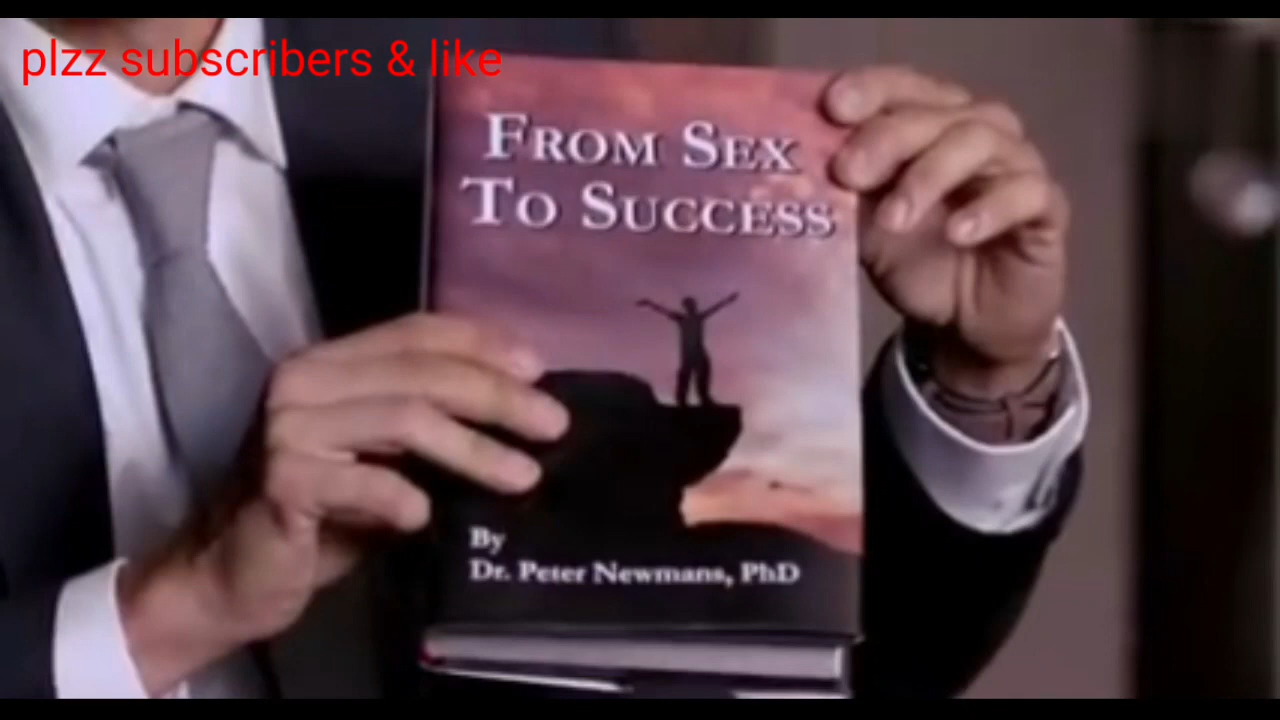 plzz subscribers & like
FROM SEX
TO SUCCESS
By
Dr. Peter Newmans, PhD